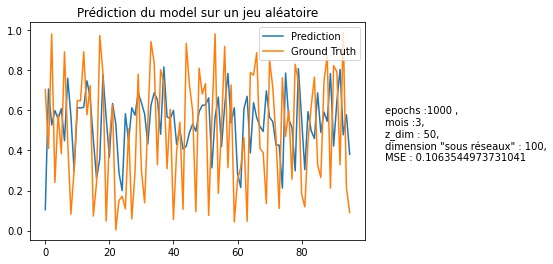 Prédiction du model sur un jeu aléatoire
Prediction
Ground Truth
1.0
0.8
0.6
0.4
0.2
0.0
0 20 40 60 80
epochs :1000 ,
mois :3,
z_dim : 50,
dimension "sous réseaux" : 100,
MSE : 0.1063544973731041